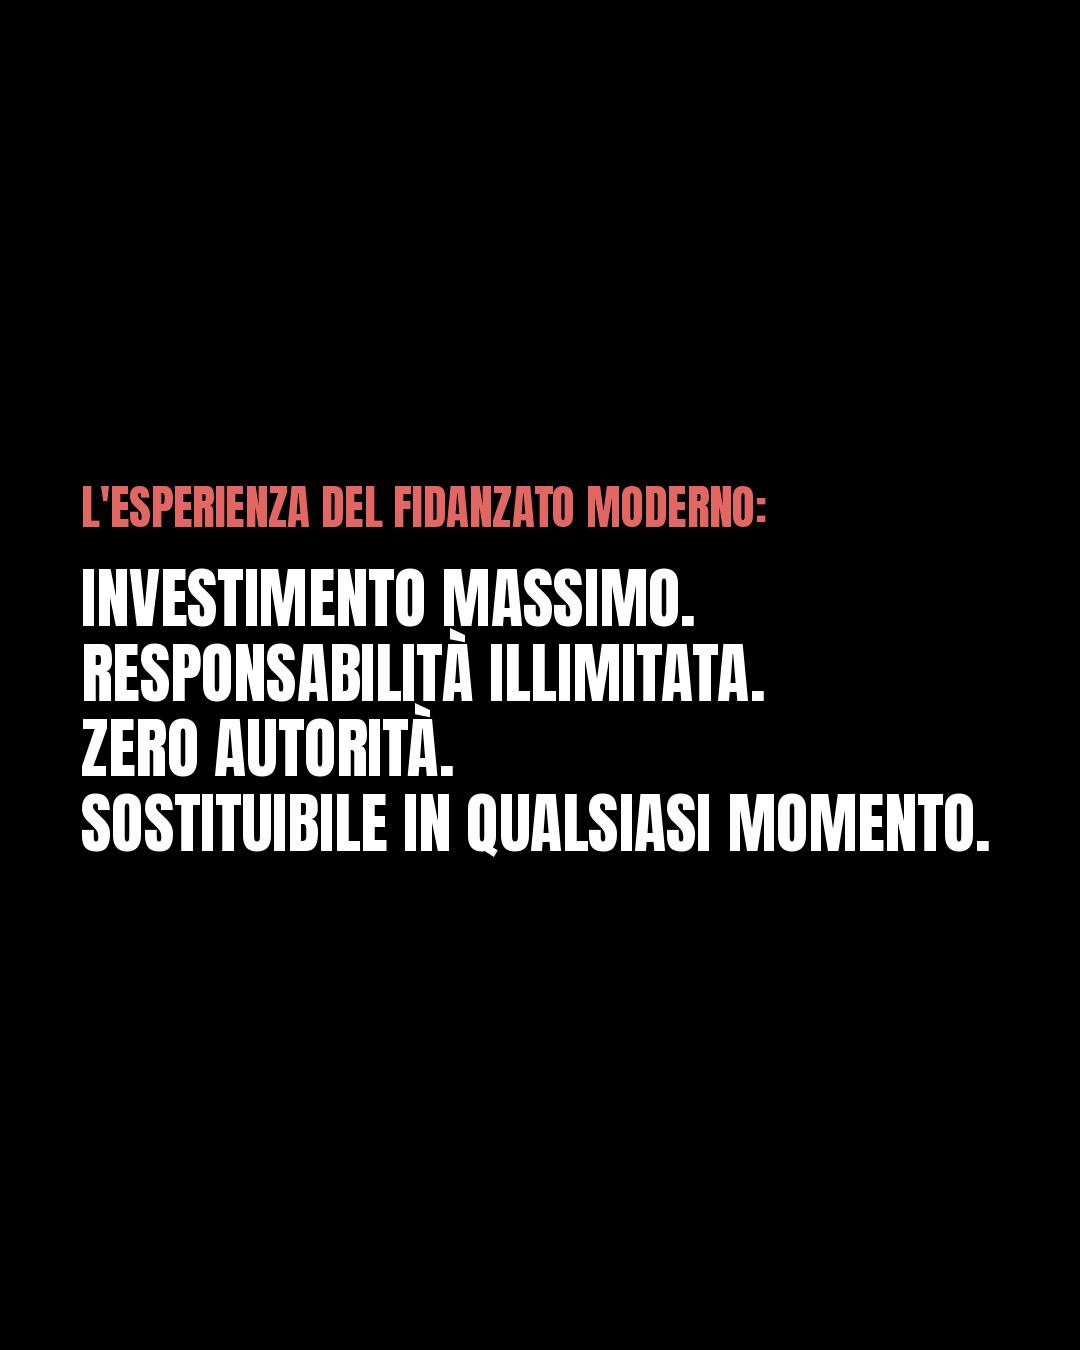 L'ESPERIENZA DEL FIDANZATO MODERNO:
INVESTIMENTO MASSIMO.
RESPONSABILITÀ ILLIMITATA.
ZERO AUTORITÀ.
SOSTITUIBILE IN QUALSIASI MOMENTO.